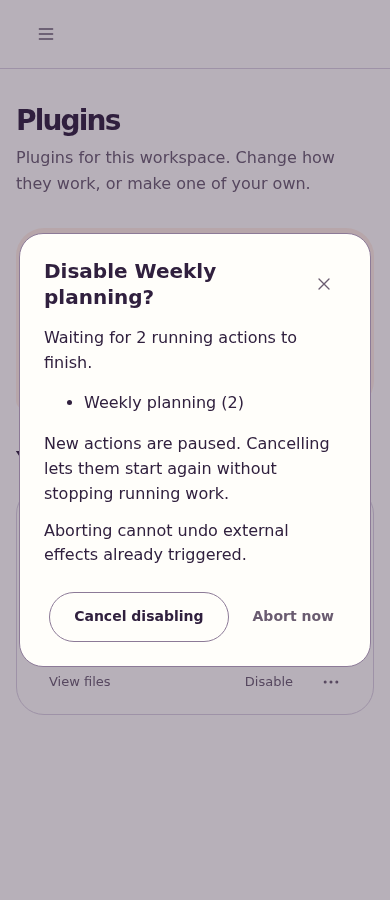 Plugins
Plugins for this workspace. Change how
they work, or make one of your own.
Disable Weekly
planning?
Waiting for 2 running actions to
finish.
• Weekly planning (2)
New actions are paused. Cancelling
lets them start again without
stopping running work.
Aborting cannot undo external
effects already triggered.
Cancel disabling
Abort now
View files
Disable